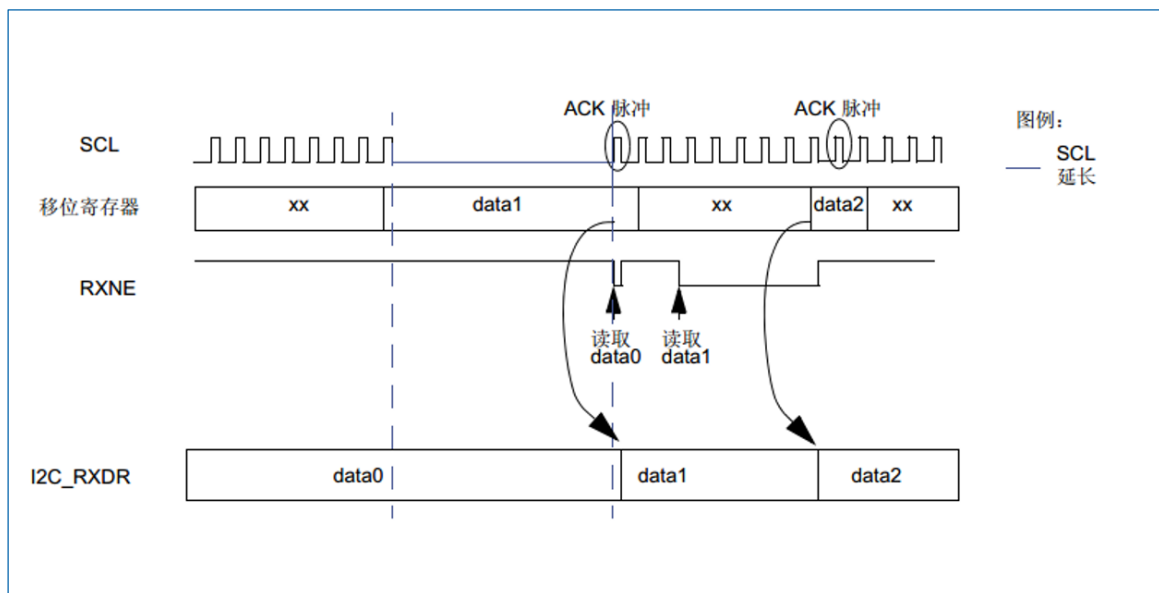 ACK 脉冲
ACK 脉冲
图例：
SCL
SCL
延长
移位寄存器
xx
data1
xx
data2
xx
RXNE
读取
data0
读取
data1
I2C_RXDR
data0
data1
data2